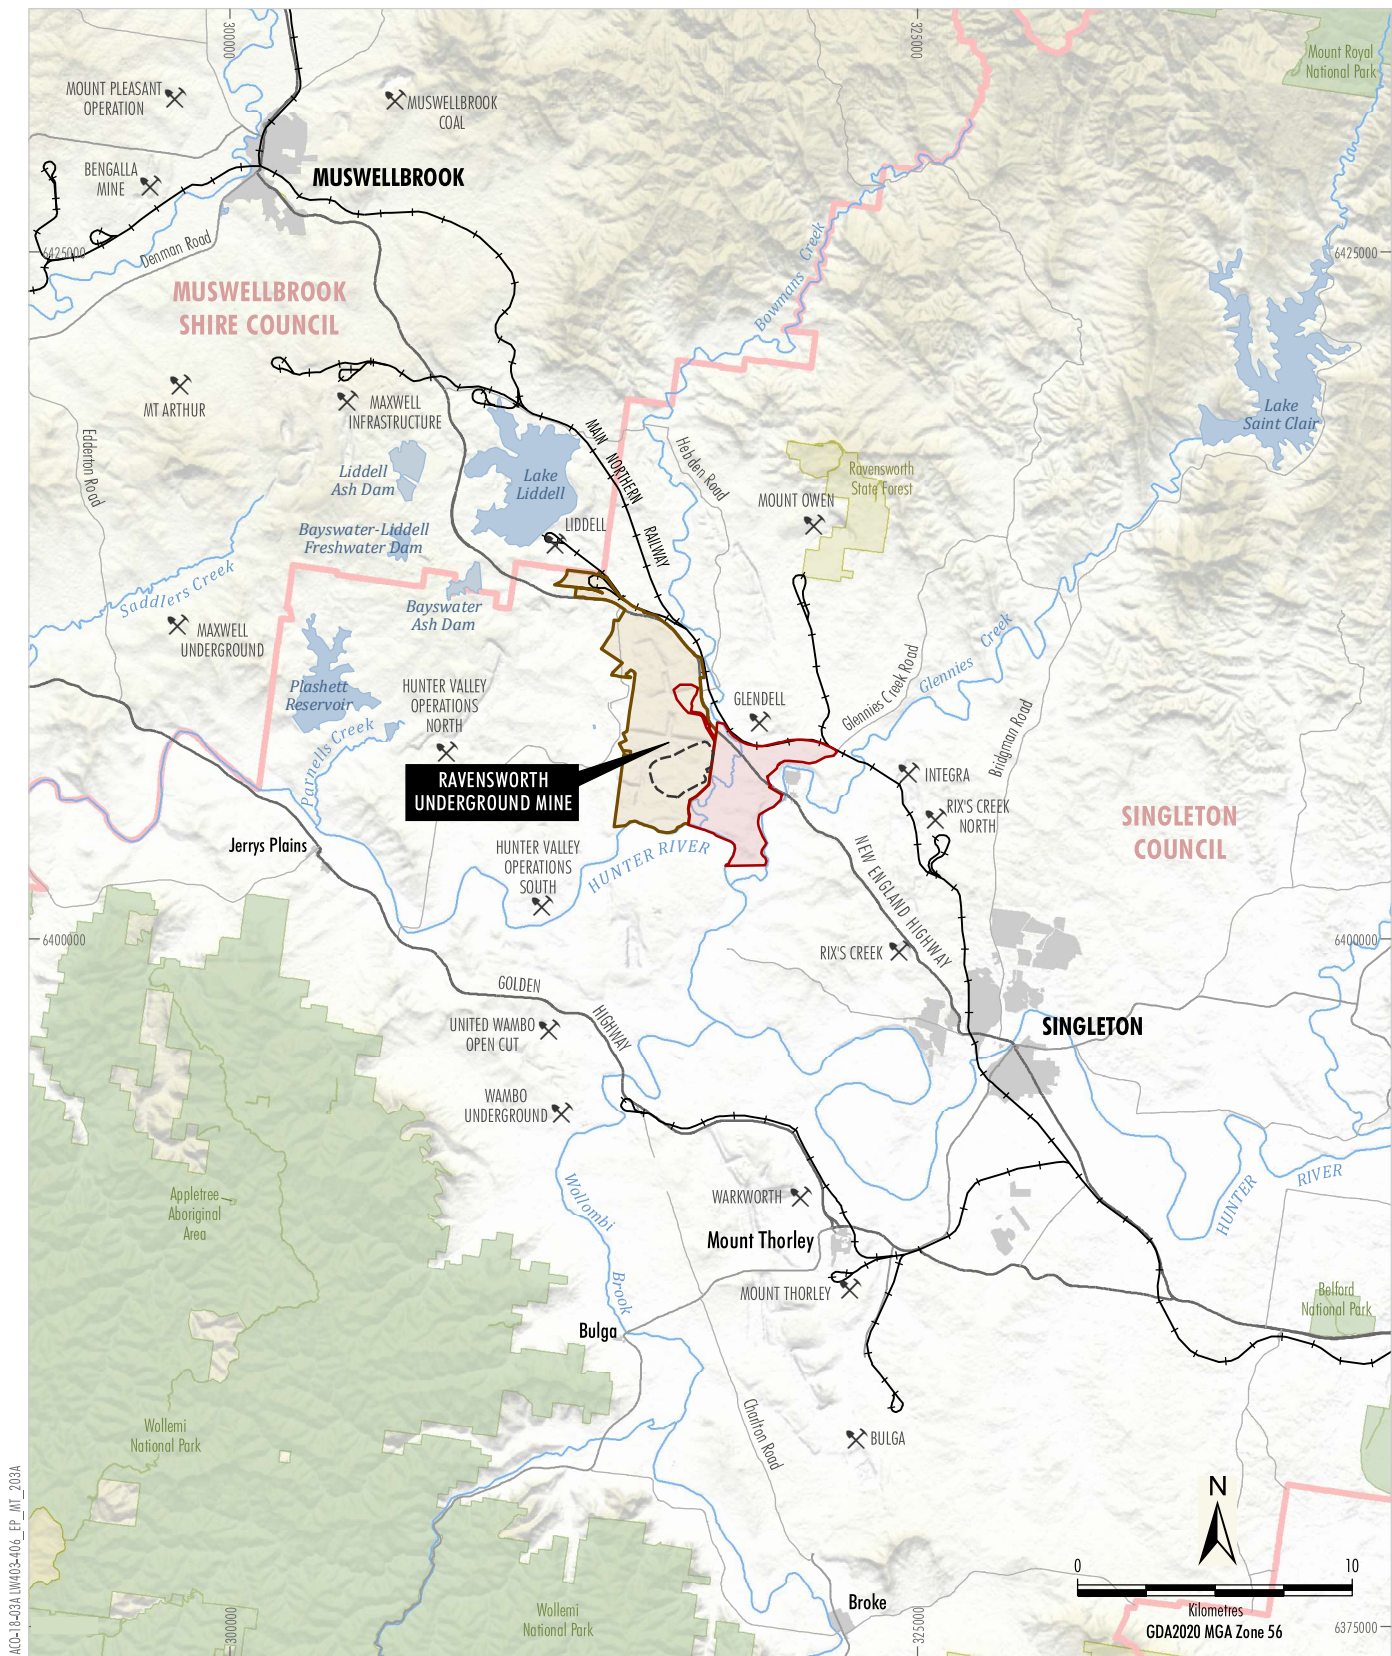 300000
325000
Mount Royal
National Park
MOUNT PLEASANT
OPERATION
MUSWELLBROOK
COAL
BENGALLA
MINE
MUSWELLBROOK
Denman Road
6425000
6425000
Bowmans Creek
MUSWELLBROOK
SHIRE COUNCIL
MT ARTHUR
MAXWELL
INFRASTRUCTURE
Lake
Saint Clair
Edderton Road
MAIN NORTHERN RAILWAY
Hebden Road
Liddell
Ash Dam
Lake
Liddell
Ravensworth
State Forest
MOUNT OWEN
LIDDELL
Bayswater-Liddell
Freshwater Dam
Saddlers Creek
Bayswater
Ash Dam
MAXWELL
UNDERGROUND
Glennies Creek
Glennies Creek Road
Plashett
Reservoir
HUNTER VALLEY
OPERATIONS
NORTH
GLENDELL
Bridgman Road
Parnells Creek
RAVENSWORTH
UNDERGROUND MINE
INTEGRA
RIX'S CREEK
NORTH
SINGLETON
COUNCIL
Jerrys Plains
HUNTER VALLEY
OPERATIONS
SOUTH
HUNTER RIVER
NEW ENGLAND HIGHWAY
6400000
6400000
RIX'S CREEK
GOLDEN HIGHWAY
UNITED WAMBO
OPEN CUT
SINGLETON
WAMBO
UNDERGROUND
Wollombi Brook
Appletree
Aboriginal
Area
WARKWORTH
HUNTER RIVER
Mount Thorley
MOUNT THORLEY
Belford
National Park
Bulga
Charlton Road
Wollemi
National Park
BULGA
N
0
10
Kilometres
GDA2020 MGA Zone 56
Broke
Wollemi
National Park
300000
325000
6375000
ACO-18-03A LW403-406_EP_MT_203A